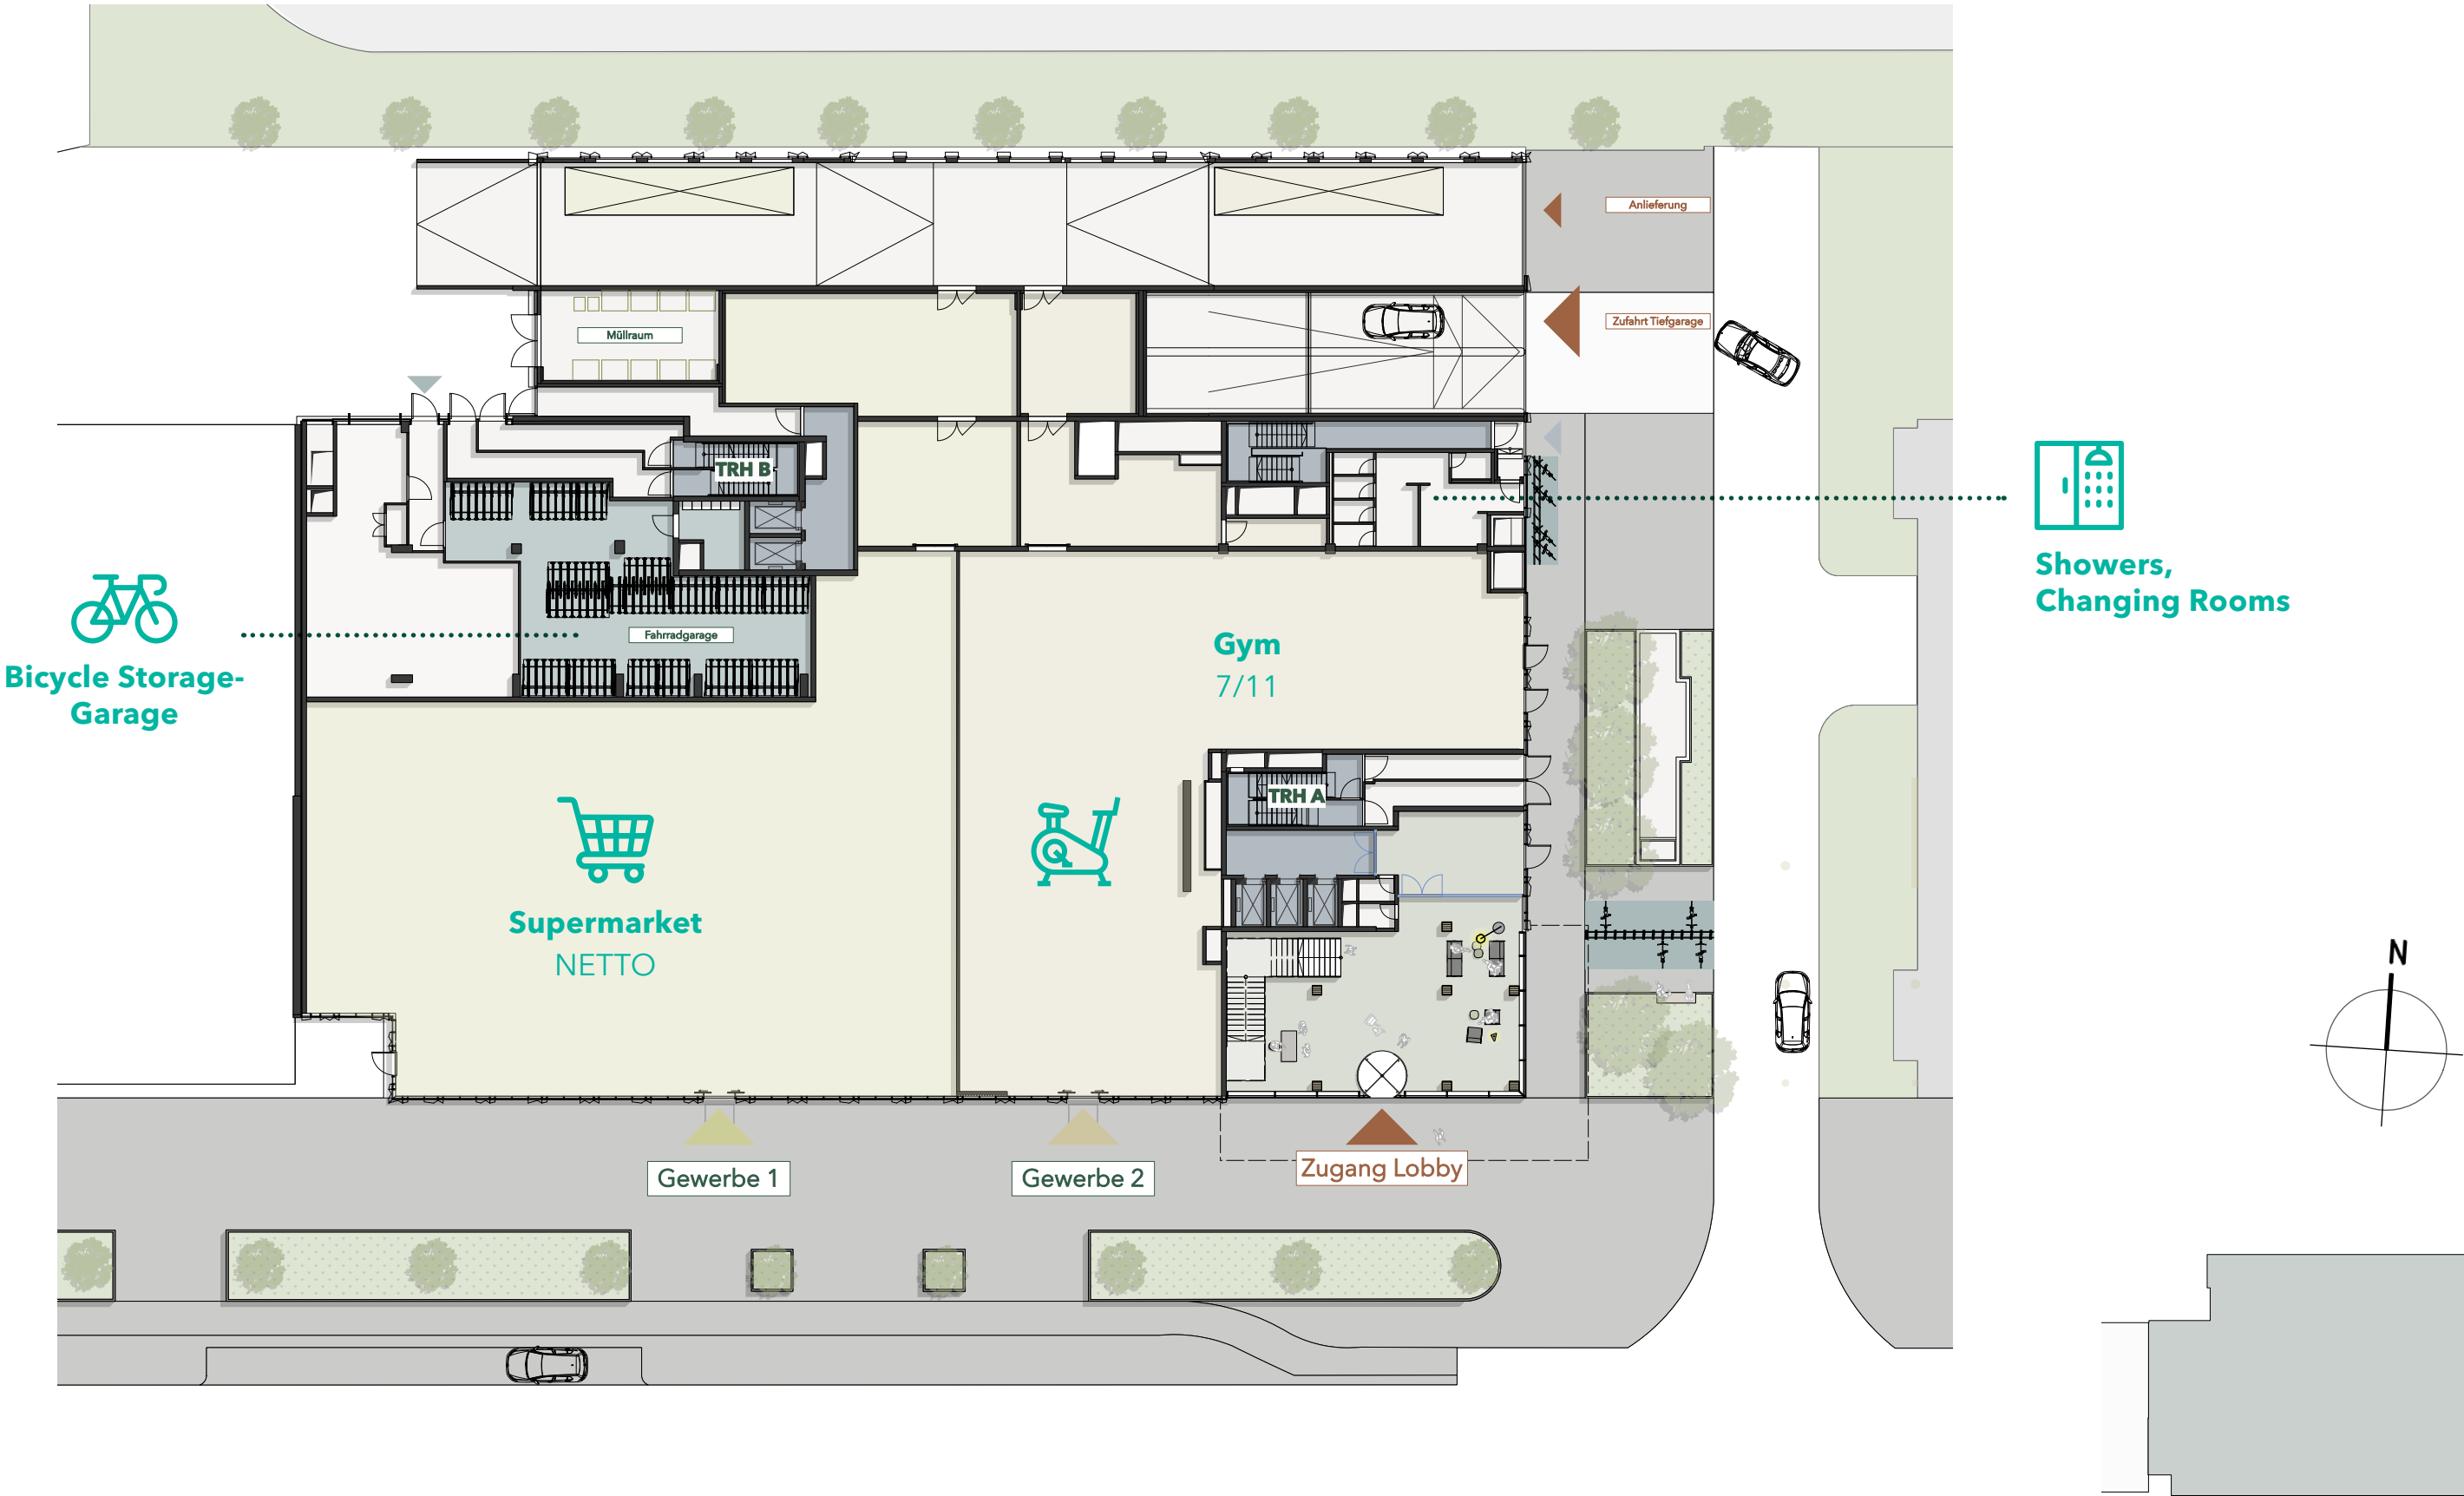 Anlieferung
Zufahrt Tiefgarage
Müllraum
TRH B
Showers,
Changing Rooms
Fahrradgarage
Bicycle Storage-
Garage
Gym
7/11
TRH A
Supermarket
NETTO
N
Gewerbe 1
Gewerbe 2
Zugang Lobby